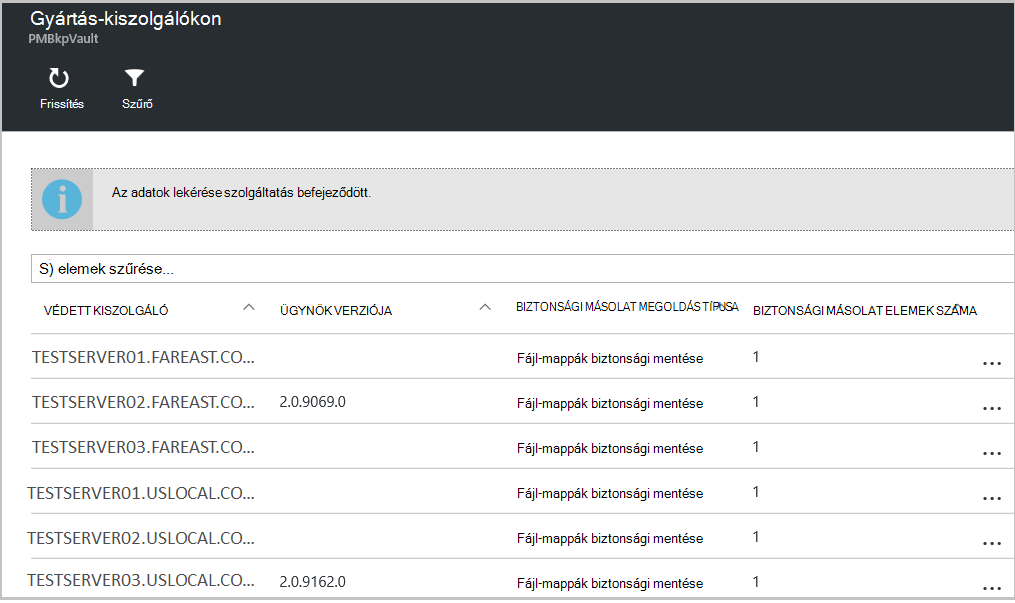 Gyártás-kiszolgálókon
PMBkpVault
Frissítés Szűrő
Az adatok lekérése szolgáltatás befejeződött.
S) elemek szűrése...
VÉDETT KISZOLGÁLÓ ÜGYNÖK VERZIÓJA BIZTONSÁGI MÁSOLAT MEGOLDÁS TÍPUSA BIZTONSÁGI MÁSOLAT ELEMEK SZÁMA
TESTSERVER01.FAREAST.CO... Fájl-mappák biztonsági mentése 1 ...
TESTSERVER02.FAREAST.CO... 2.0.9069.0 Fájl-mappák biztonsági mentése 1 ...
TESTSERVER03.FAREAST.CO... Fájl-mappák biztonsági mentése 1 ...
TESTSERVER01.USLOCAL.CO... Fájl-mappák biztonsági mentése 1 ...
TESTSERVER02.USLOCAL.CO... Fájl-mappák biztonsági mentése 1 ...
TESTSERVER03.USLOCAL.CO... 2.0.9162.0 Fájl-mappák biztonsági mentése 1 ...